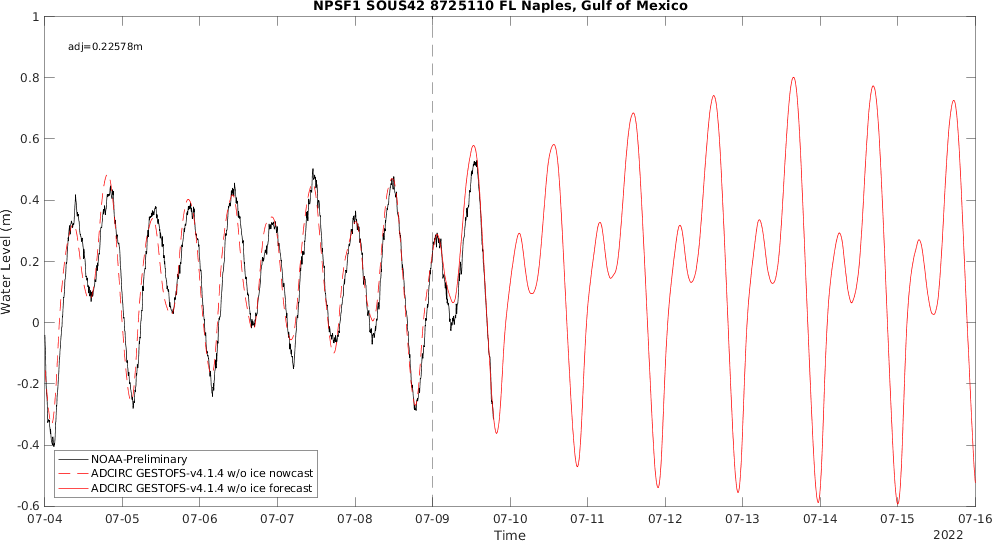 NPSF1 SOUS42 8725110 FL Naples, Gulf of Mexico
adj=0.22578m
1
0.8
0.6
0.4
0.2
0
-0.2
-0.4
-0.6
Water Level (m)
NOAA-Preliminary
ADCIRC GESTOFS-v4.1.4 w/o ice nowcast
ADCIRC GESTOFS-v4.1.4 w/o ice forecast
07-04 07-05 07-06 07-07 07-08 07-09 07-10 07-11 07-12 07-13 07-14 07-15 07-16
Time
2022